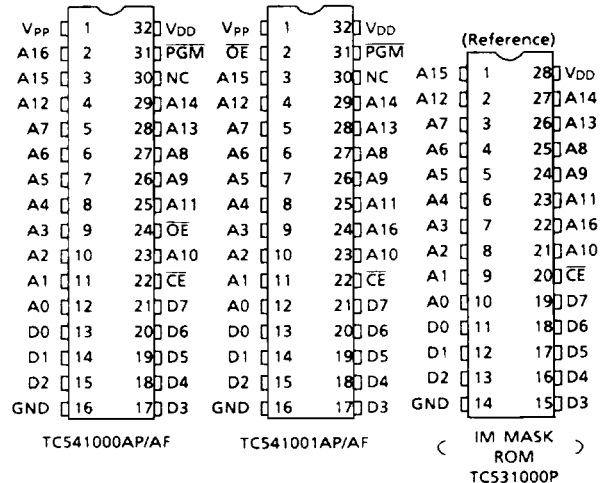 VPP 1 32 VDD VPP 1 32 VDD
(Reference)
A16 2 31 PGM OE 2 31 PGM
A15 3 30 NC A15 3 30 NC A15 1 28 VDD
A12 4 29 A14 A12 4 29 A14 A12 2 27 A14
A7 5 28 A13 A7 5 28 A13 A7 3 26 A13
A6 6 27 A8 A6 6 27 A8 A6 4 25 A8
A5 7 26 A9 A5 7 26 A9 A5 5 24 A9
A4 8 25 A11 A4 8 25 A11 A4 6 23 A11
A3 9 24 OE A3 9 24 A16 A3 7 22 A16
A2 10 23 A10 A2 10 23 A10 A2 8 21 A10
A1 11 22 CE A1 11 22 CE A1 9 20 CE
A0 12 21 D7 A0 12 21 D7 A0 10 19 D7
D0 13 20 D6 D0 13 20 D6 D0 11 18 D6
D1 14 19 D5 D1 14 19 D5 D1 12 17 D5
D2 15 18 D4 D2 15 18 D4 D2 13 16 D4
GND 16 17 D3 GND 16 17 D3 GND 14 15 D3
TC541000AP/AF TC541001AP/AF ( IM MASK )
ROM
TC531000P